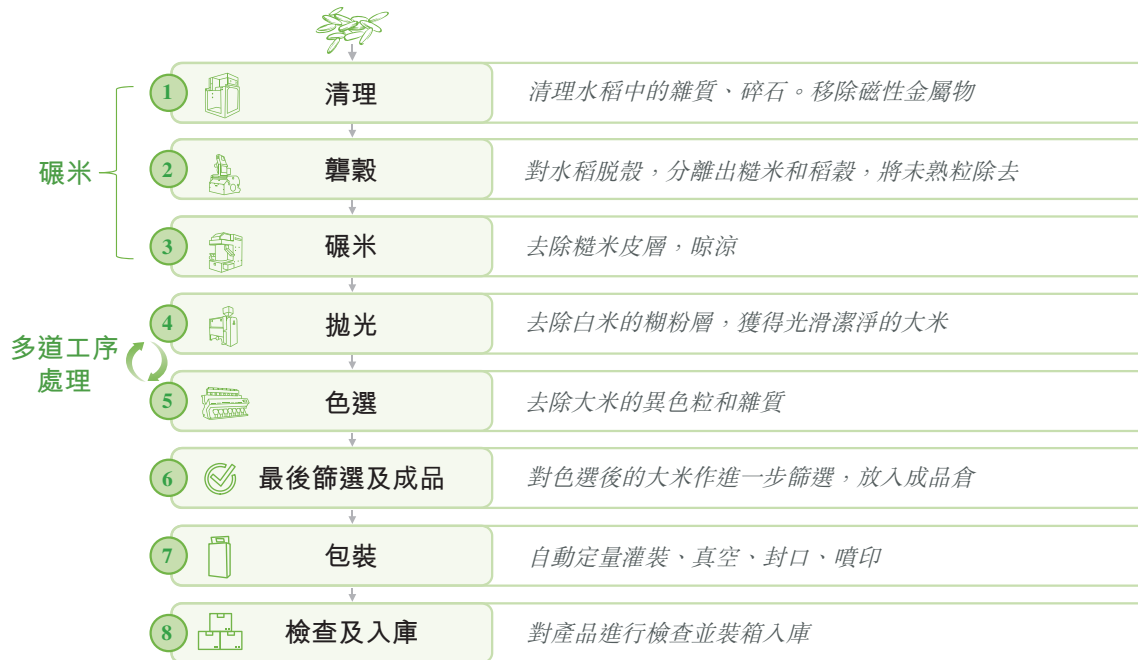 1
清理
清理水稻中的雜質、碎石。移除磁性金屬物
碾米
2
礱穀
對水稻脱殼，分離出糙米和稻穀，將未熟粒除去
3
碾米
去除糙米皮層，晾涼
4
拋光
去除白米的糊粉層，獲得光滑潔淨的大米
多道工序
處理
5
色選
去除大米的異色粒和雜質
6
最後篩選及成品
對色選後的大米作進一步篩選，放入成品倉
7
包裝
自動定量灌裝、真空、封口、噴印
8
檢查及入庫
對產品進行檢查並裝箱入庫